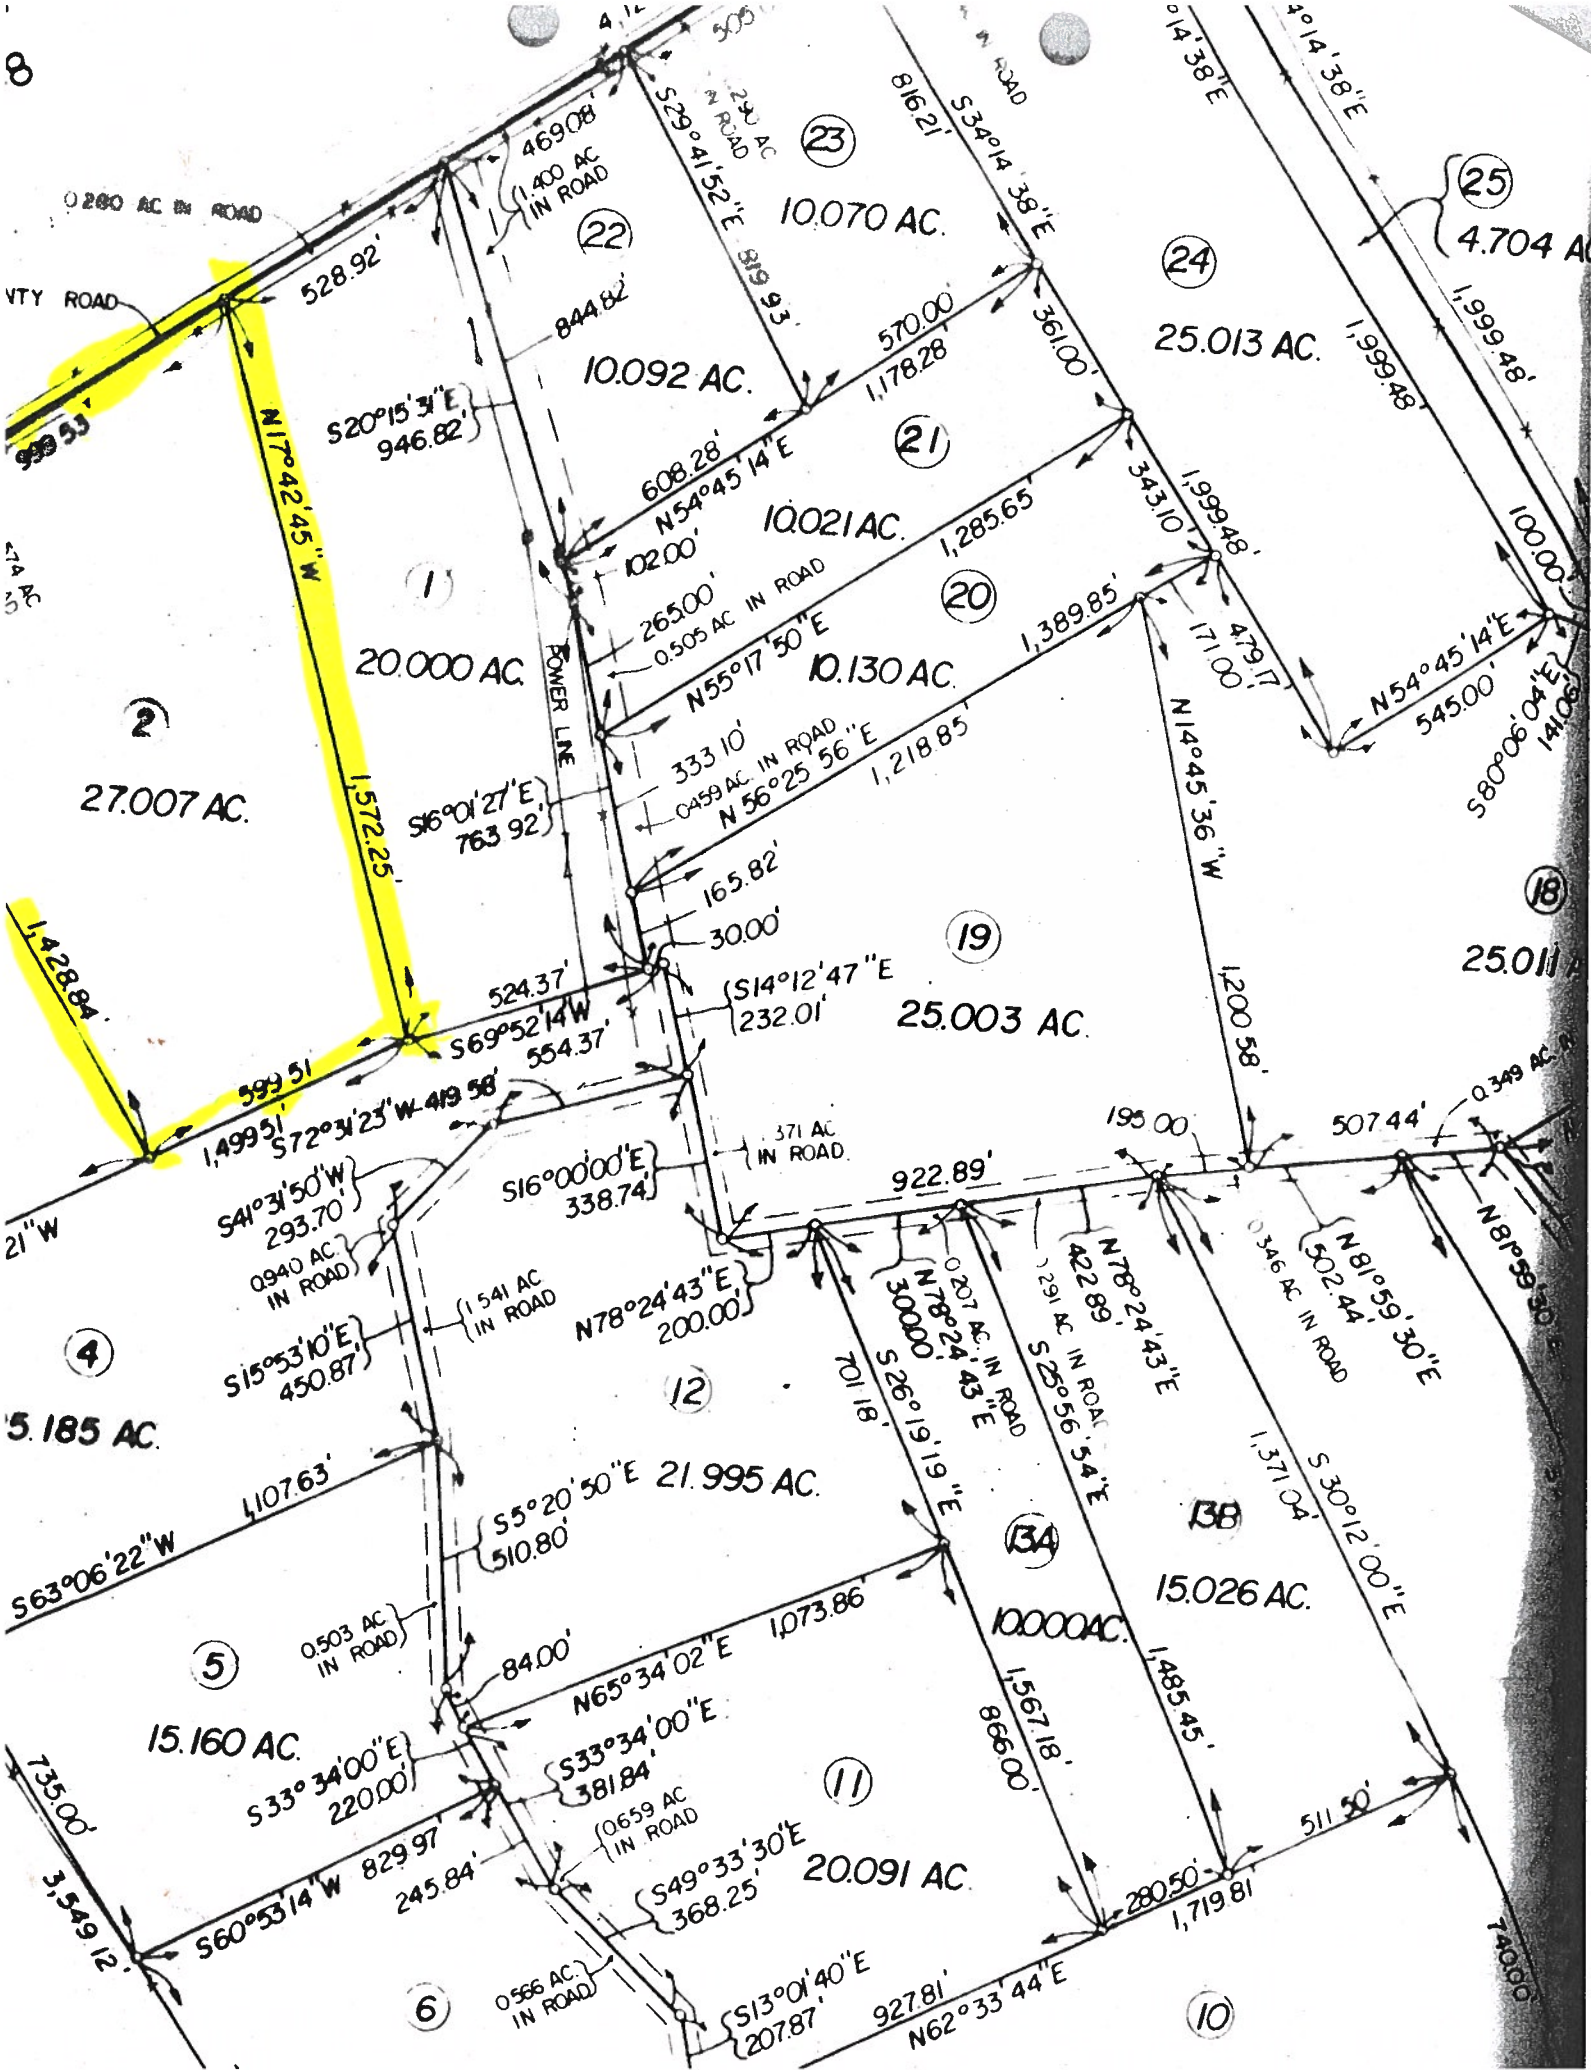 8
469.08'
1.400 AC
IN ROAD
S29°41'52"E 819.93'
.290 AC
IN ROAD
23
10.070 AC.
816.21'
S34°14'38"E
IN ROAD
°14'38"E
4°14'38"E
25
4.704 A
0.280 AC IN ROAD
528.92'
NTY ROAD
22
844.82'
10.092 AC.
24
25.013 AC.
1,999.48'
1,999.48'
570.00'
1,178.28'
361.00'
999.53'
N17°42'45"W
1,572.25'
S20°15'31"E
946.82'
608.28'
N54°45'14"E
21
10.021 AC.
1,285.65'
343.10'
1,999.48'
100.00'
102.00'
265.00'
0.505 AC IN ROAD
N55°17'50"E
1
20.000 AC.
POWER LINE
20
10.130 AC.
1,389.85'
171.00'
479.17'
N54°45'14"E
545.00'
S80°06'04"E
141.06'
2
27.007 AC.
333.10'
0.459 AC. IN ROAD
N56°25'56"E
1,218.85'
S16°01'27"E
763.92'
N14°45'36"W
1,200.58'
165.82'
30.00'
18
25.011 A
19
25.003 AC.
1,428.84'
524.37'
S69°52'14"W
554.37'
S14°12'47"E
232.01'
599.51
1,499.51'
S72°31'23"W 419.58'
.371 AC
IN ROAD.
S16°00'00"E
338.74'
922.89'
195.00
507.44'
0.349 AC.
21"W
S41°31'50"W
293.70'
0.940 AC.
IN ROAD
1.541 AC
IN ROAD
N78°24'43"E
200.00'
N78°24'43"E
300.00'
0.207 AC. IN ROAD
.291 AC IN ROAD
N78°24'43"E
422.89'
0.346 AC IN ROAD
N81°59'30"E
502.44'
N81°59'30"
4
5.185 AC.
S15°53'10"E
450.87'
12
21.995 AC.
701.18'
S26°19'19"E
S25°56'54"E
1,371.04'
S30°12'00"E
1,107.63'
S63°06'22"W
S5°20'50"E
510.80'
13A
10.000 AC.
13B
15.026 AC.
0.503 AC.
IN ROAD
84.00'
1,073.86'
N65°34'02"E
5
15.160 AC.
S33°34'00"E
220.00'
S33°34'00"E
381.84'
0.659 AC
IN ROAD
1,567.18'
866.00'
1,485.45'
735.00'
3,549.12'
829.97'
S60°53'14"W
245.84'
S49°33'30"E
368.25'
11
20.091 AC.
511.50'
280.50'
1,719.81'
740.00'
6
0.566 AC.
IN ROAD
S13°01'40"E
207.87'
927.81'
N62°33'44"E
10